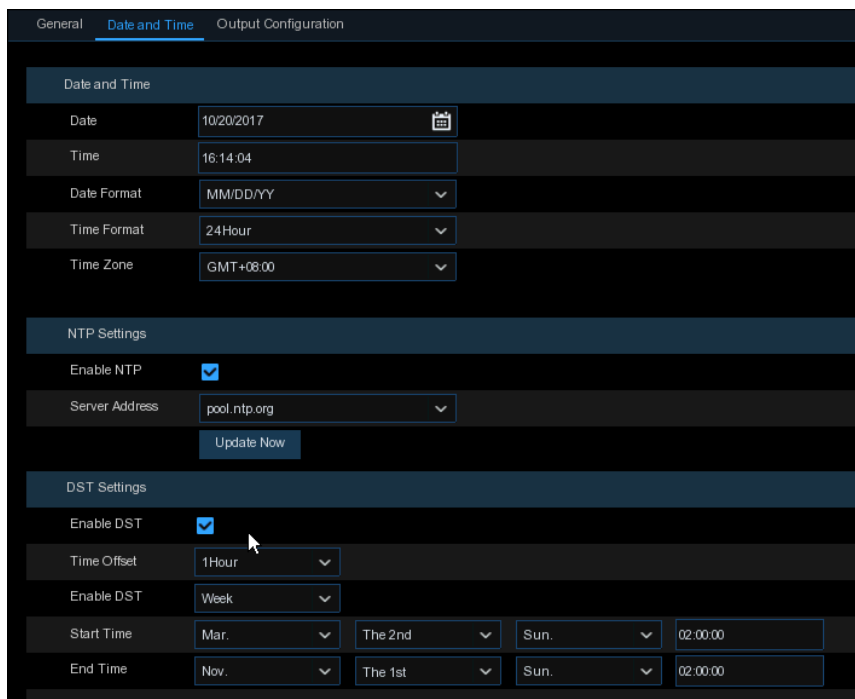 General Date and Time Output Configuration
Date and Time
Date 10/20/2017
Time 16:14:04
Date Format MM/DD/YY
Time Format 24Hour
Time Zone GMT+08:00
NTP Settings
Enable NTP
Server Address pool.ntp.org
Update Now
DST Settings
Enable DST
Time Offset 1Hour
Enable DST Week
Start Time Mar. The 2nd Sun. 02:00:00
End Time Nov. The 1st Sun. 02:00:00